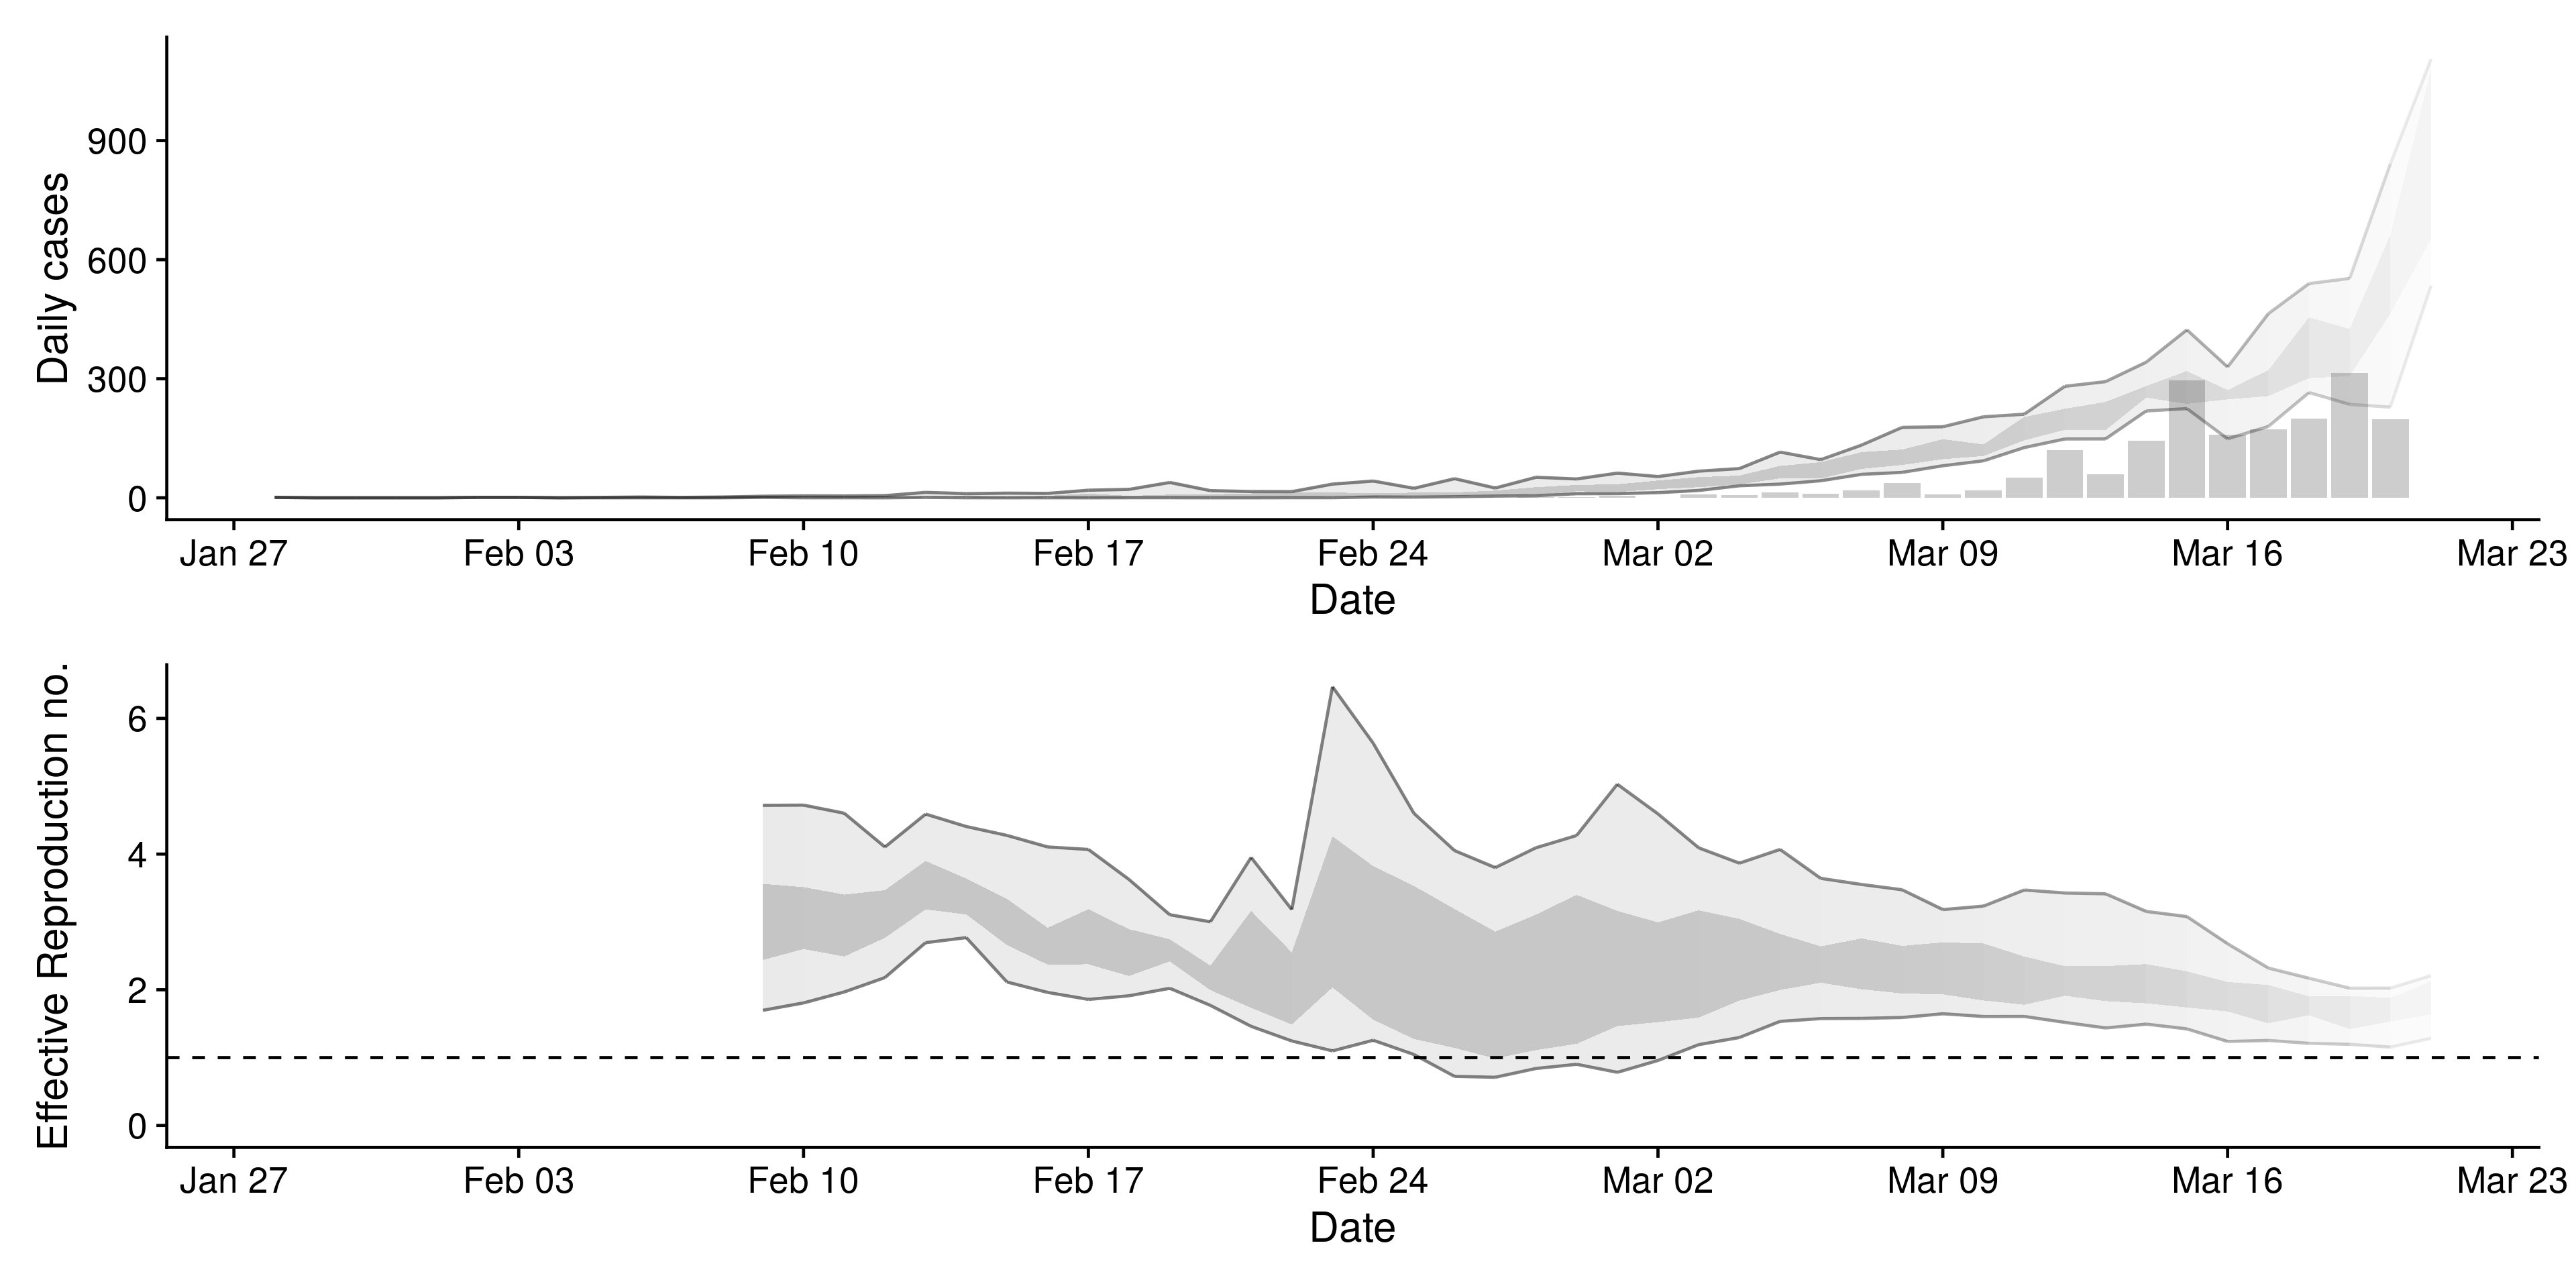 Daily cases
900
600
300
0
Jan 27 Feb 03 Feb 10 Feb 17 Feb 24 Mar 02 Mar 09 Mar 16 Mar 23
Date
Effective Reproduction no.
6
4
2
0
Jan 27 Feb 03 Feb 10 Feb 17 Feb 24 Mar 02 Mar 09 Mar 16 Mar 23
Date